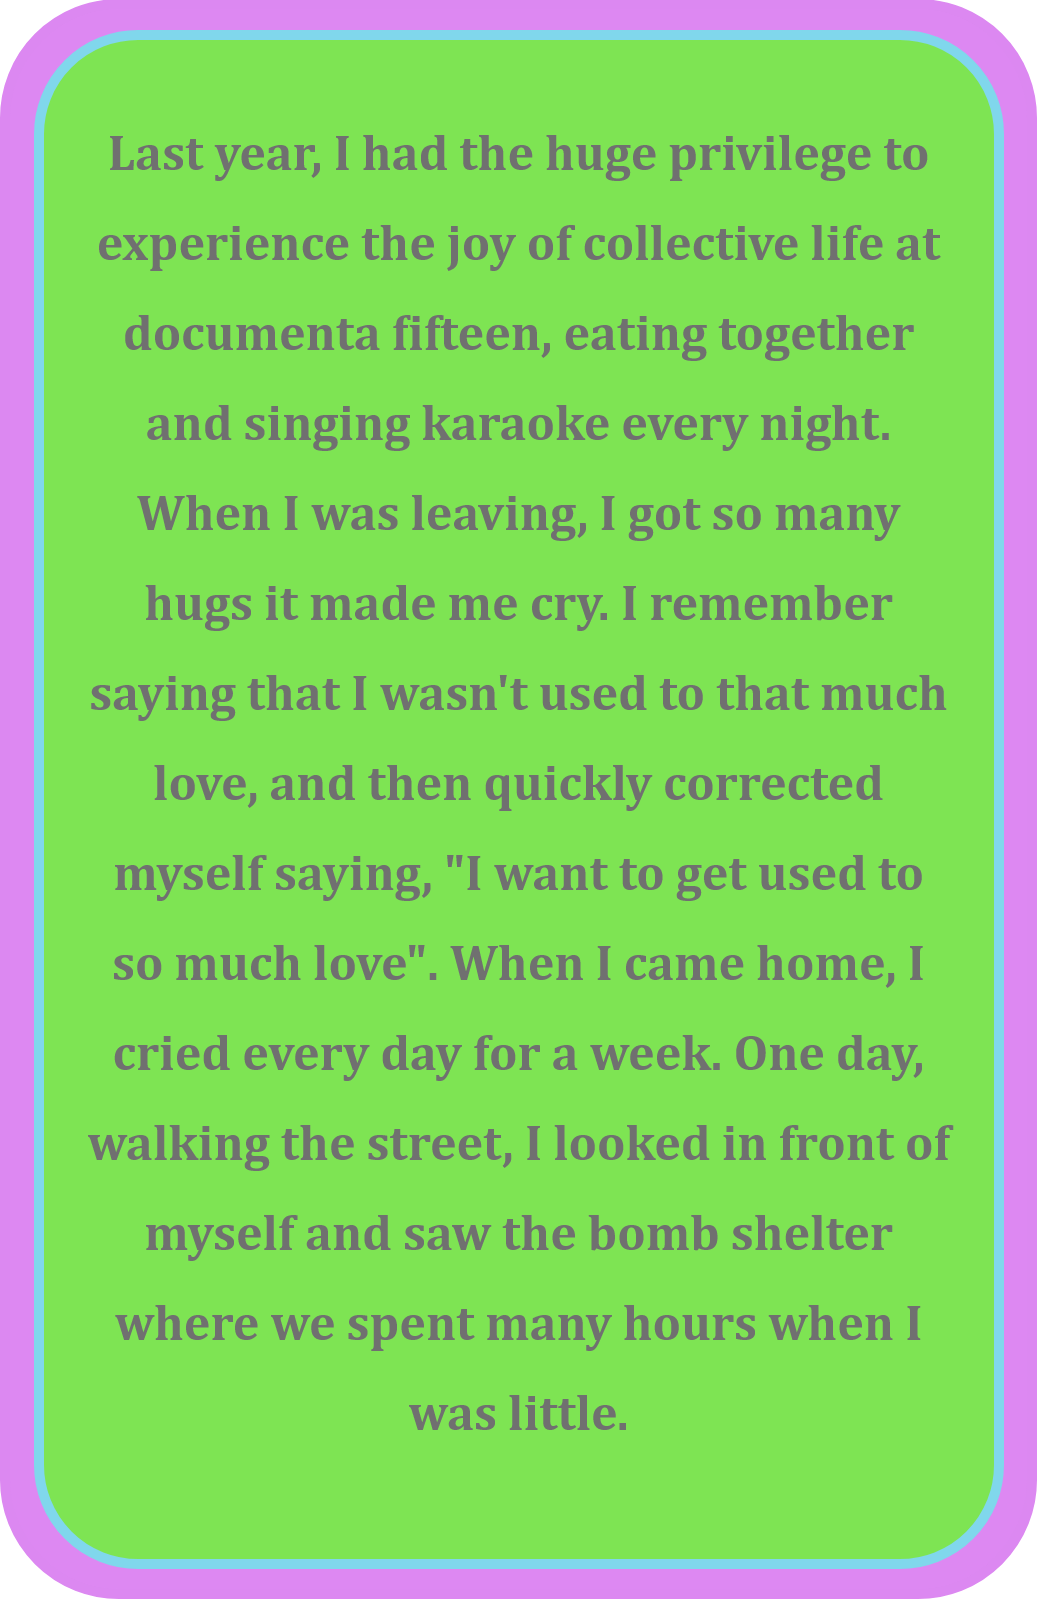 Last year, I had the huge privilege to
experience the joy of collective life at
documenta fifteen, eating together
and singing karaoke every night.
When I was leaving, I got so many
hugs it made me cry. I remember
saying that I wasn't used to that much
love, and then quickly corrected
myself saying, "I want to get used to
so much love". When I came home, I
cried every day for a week. One day,
walking the street, I looked in front of
myself and saw the bomb shelter
where we spent many hours when I
was little.